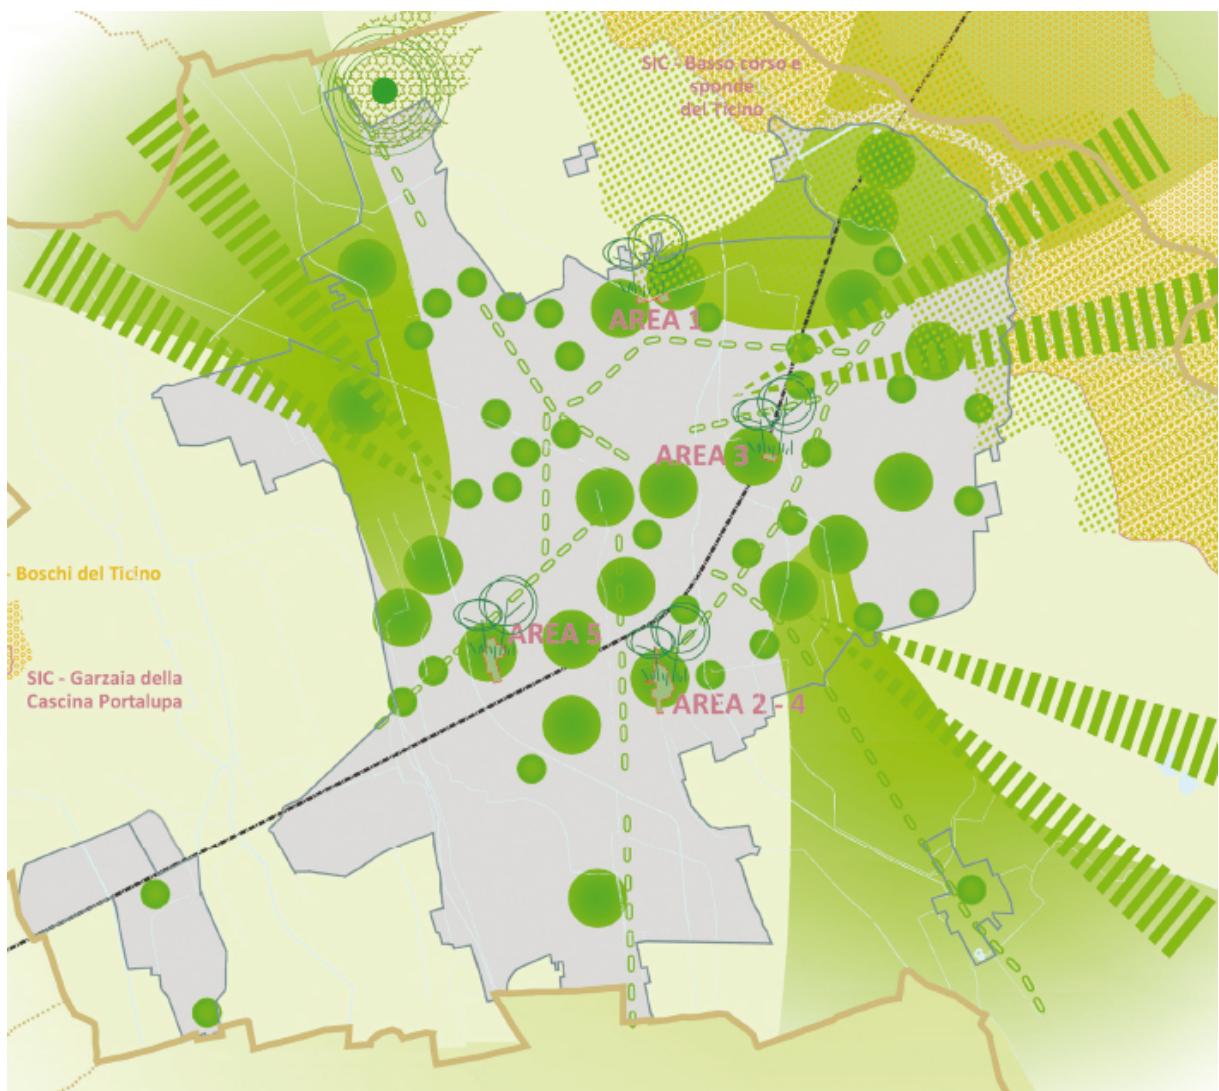 SIC - Basso corso e
sponde
del Ticino
AREA 1
AREA 3
- Boschi del Ticino
AREA 5
SIC - Garzaia della
Cascina Portalupa
AREA 2 - 4